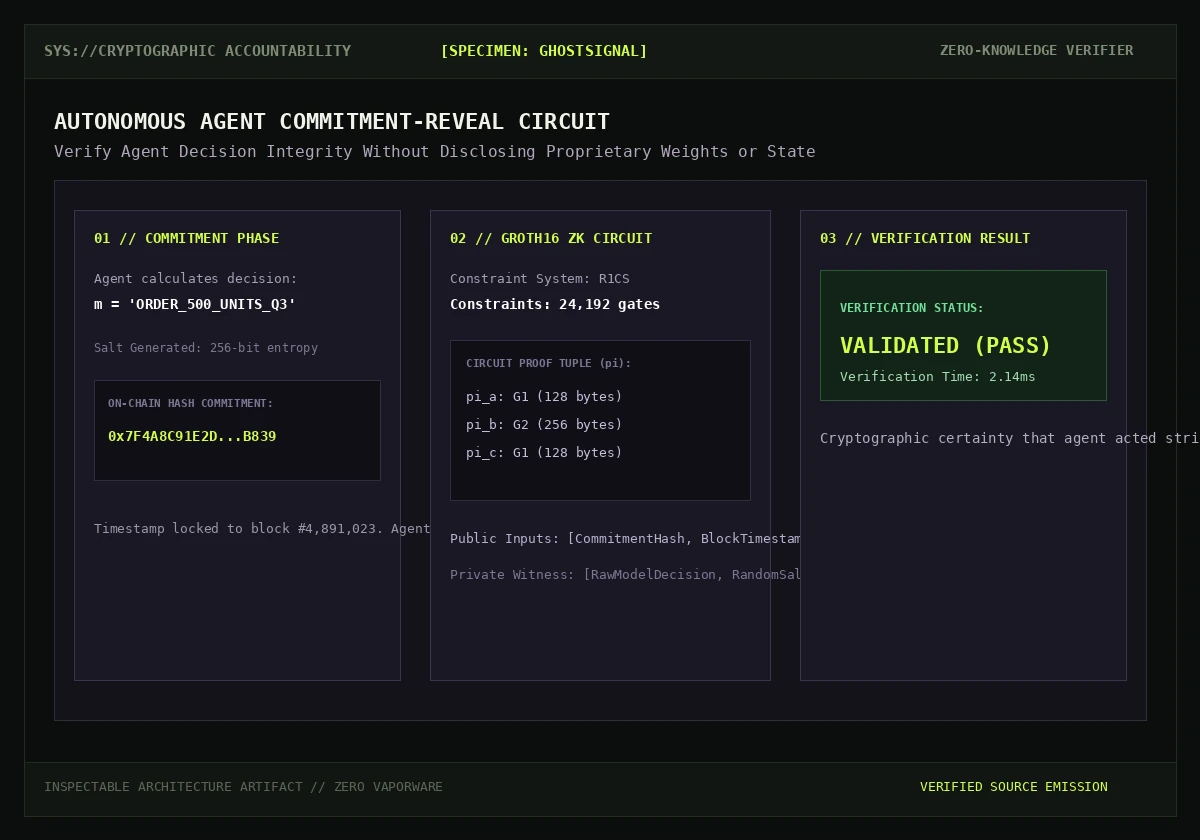 SYS://CRYPTOGRAPHIC ACCOUNTABILITY
[SPECIMEN: GHOSTSIGNAL]
ZERO-KNOWLEDGE VERIFIER
AUTONOMOUS AGENT COMMITMENT-REVEAL CIRCUIT
Verify Agent Decision Integrity Without Disclosing Proprietary Weights or State
01 // COMMITMENT PHASE
Agent calculates decision:
m = 'ORDER_500_UNITS_Q3'
Salt Generated: 256-bit entropy
ON-CHAIN HASH COMMITMENT:
0x7F4A8C91E2D...B839
Timestamp locked to block #4,891,023. Agent
02 // GROTH16 ZK CIRCUIT
Constraint System: R1CS
Constraints: 24,192 gates
CIRCUIT PROOF TUPLE (pi):
pi_a: G1 (128 bytes)
pi_b: G2 (256 bytes)
pi_c: G1 (128 bytes)
Public Inputs: [CommitmentHash, BlockTimestam
Private Witness: [RawModelDecision, RandomSal
03 // VERIFICATION RESULT
VERIFICATION STATUS:
VALIDATED (PASS)
Verification Time: 2.14ms
Cryptographic certainty that agent acted stri
INSPECTABLE ARCHITECTURE ARTIFACT // ZERO VAPORWARE
VERIFIED SOURCE EMISSION